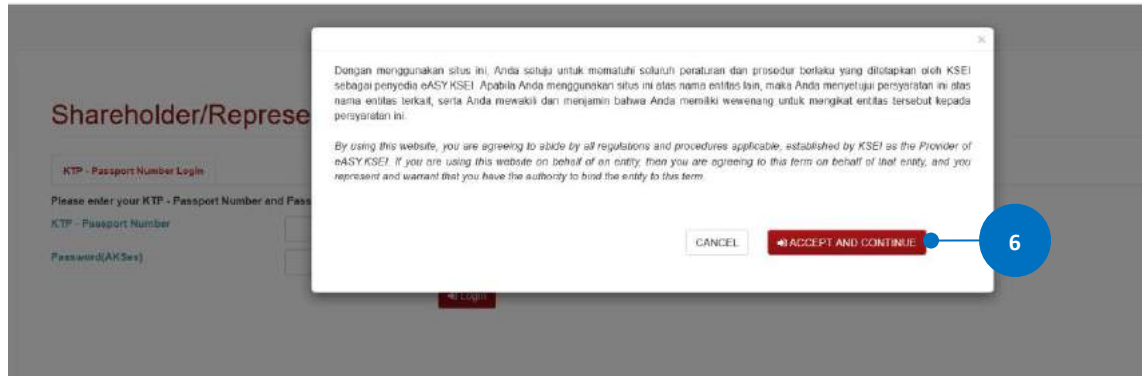 ×
Dengan menggunakan situs ini, Anda setuju untuk mematuhi seluruh peraturan dan prosedur berlaku yang ditetapkan oleh KSEI
sebagai penyedia eASY.KSEI. Apabila Anda menggunakan situs ini atas nama entitas lain, maka Anda menyetujui persyaratan ini atas
nama entitas terkait, serta Anda mewakili dan menjamin bahwa Anda memiliki wewenang untuk mengikat entitas tersebut kepada
persyaratan ini.
By using this website, you are agreeing to abide by all regulations and procedures applicable, established by KSEI as the Provider of
eASY.KSEI. If you are using this website on behalf of an entity, then you are agreeing to this term on behalf of that entity, and you
represent and warrant that you have the authority to bind the entity to this term.
CANCEL
ACCEPT AND CONTINUE
6
Shareholder/Represe
KTP - Passport Number Login
Please enter your KTP - Passport Number and Pass
KTP - Passport Number
Password(AKSes)
Login